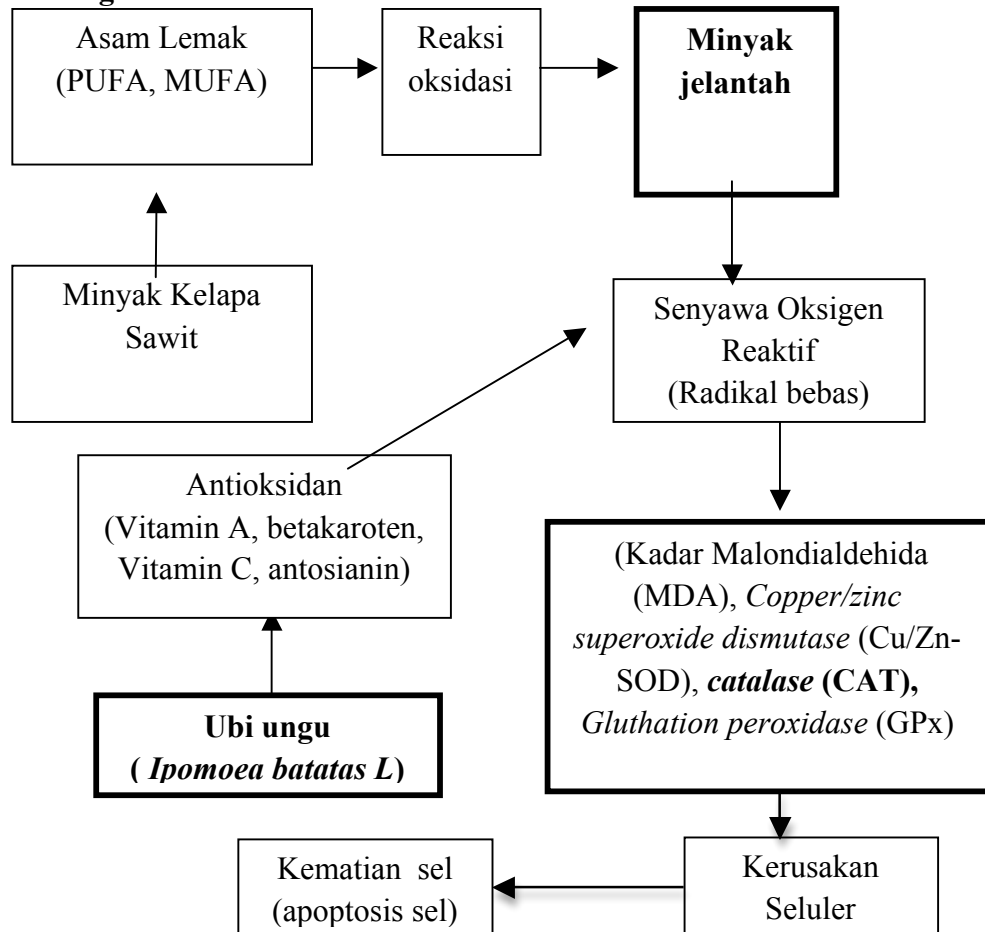 Asam Lemak
(PUFA, MUFA)
Reaksi
oksidasi
Minyak
jelantah
Minyak Kelapa
Sawit
Senyawa Oksigen
Reaktif
(Radikal bebas)
Antioksidan
(Vitamin A, betakaroten,
Vitamin C, antosianin)
(Kadar Malondialdehida
(MDA), Copper/zinc
superoxide dismutase (Cu/Zn-
SOD), catalase (CAT),
Gluthation peroxidase (GPx)
Ubi ungu
( Ipomoea batatas L)
Kematian sel
(apoptosis sel)
Kerusakan
Seluler